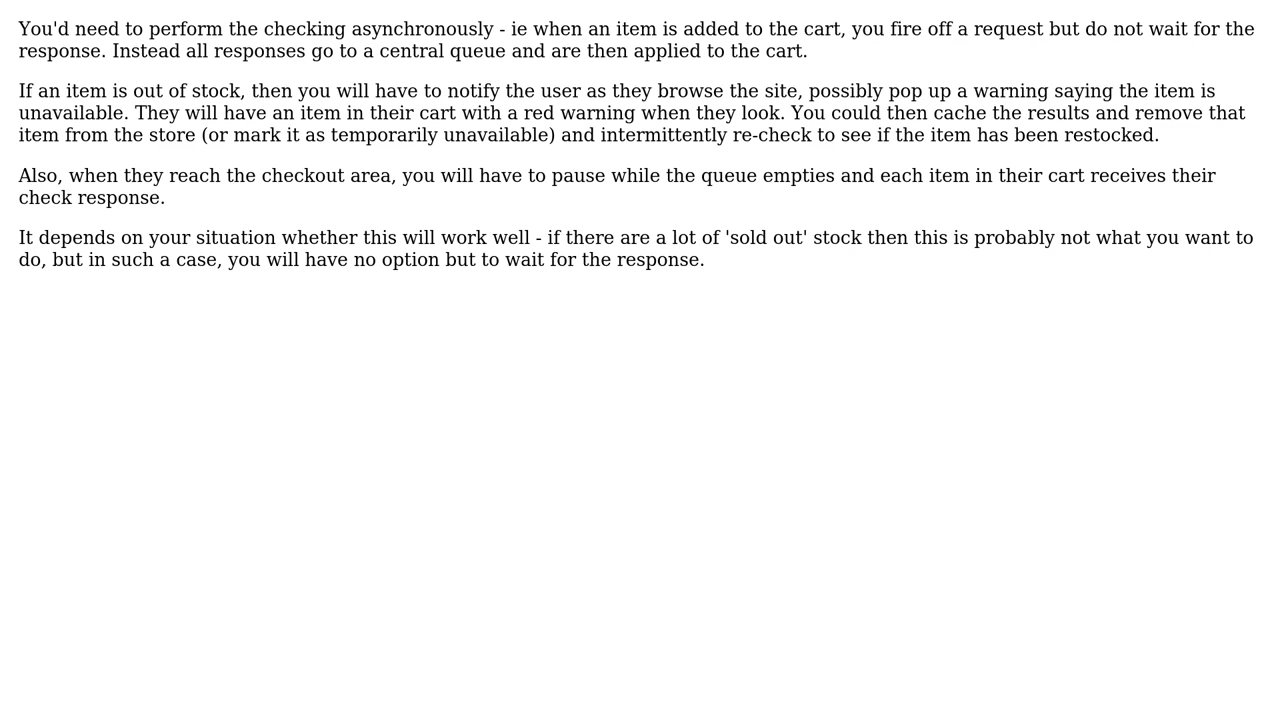 You'd need to perform the checking asynchronously - ie when an item is added to the cart, you fire off a request but do not wait for the
response. Instead all responses go to a central queue and are then applied to the cart.
If an item is out of stock, then you will have to notify the user as they browse the site, possibly pop up a warning saying the item is
unavailable. They will have an item in their cart with a red warning when they look. You could then cache the results and remove that
item from the store (or mark it as temporarily unavailable) and intermittently re-check to see if the item has been restocked.
Also, when they reach the checkout area, you will have to pause while the queue empties and each item in their cart receives their
check response.
It depends on your situation whether this will work well - if there are a lot of 'sold out' stock then this is probably not what you want to
do, but in such a case, you will have no option but to wait for the response.